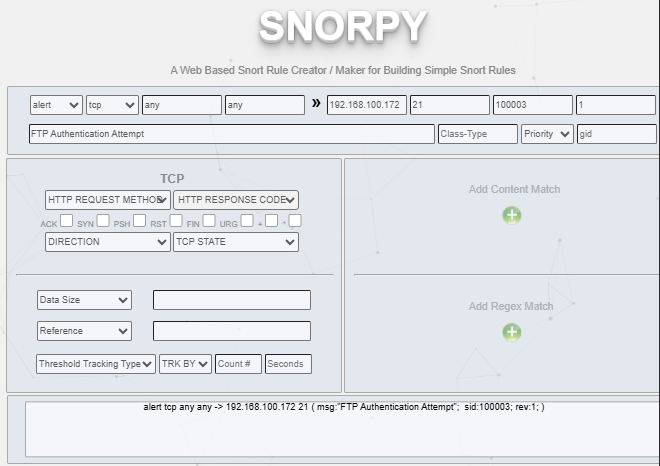 SNORPY
A Web Based Snort Rule Creator / Maker for Building Simple Snort Rules
alert tcp any any » 192.168.100.172 21 100003 1
FTP Authentication Attempt Class-Type Priority gid
TCP
HTTP REQUEST METHOD HTTP RESPONSE CODE
ACK SYN PSH RST FIN URG + *
DIRECTION TCP STATE
Data Size
Reference
Threshold Tracking Type TRK BY Count # Seconds
Add Content Match
Add Regex Match
alert tcp any any -> 192.168.100.172 21 ( msg:"FTP Authentication Attempt"; sid:100003; rev:1; )